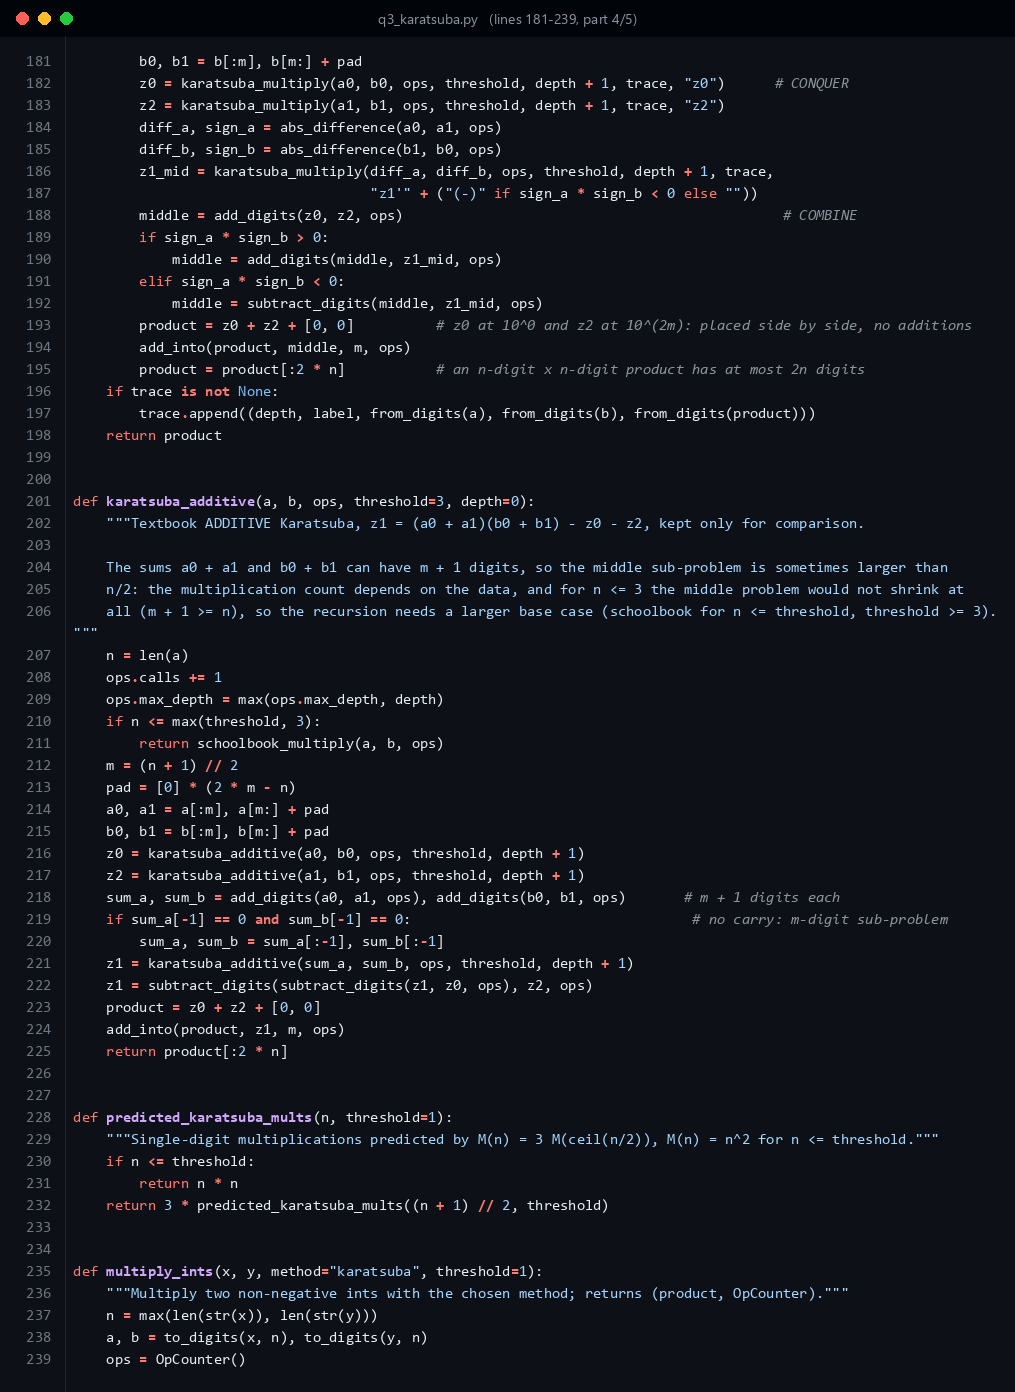 q3_karatsuba.py   (lines 181-239, part 4/5)
181         b0, b1 = b[:m], b[m:] + pad
182         z0 = karatsuba_multiply(a0, b0, ops, threshold, depth + 1, trace, "z0")      # CONQUER
183         z2 = karatsuba_multiply(a1, b1, ops, threshold, depth + 1, trace, "z2")
184         diff_a, sign_a = abs_difference(a0, a1, ops)
185         diff_b, sign_b = abs_difference(b1, b0, ops)
186         z1_mid = karatsuba_multiply(diff_a, diff_b, ops, threshold, depth + 1, trace,
187                                     "z1'" + ("(-)" if sign_a * sign_b < 0 else ""))
188         middle = add_digits(z0, z2, ops)                                              # COMBINE
189         if sign_a * sign_b > 0:
190             middle = add_digits(middle, z1_mid, ops)
191         elif sign_a * sign_b < 0:
192             middle = subtract_digits(middle, z1_mid, ops)
193         product = z0 + z2 + [0, 0]          # z0 at 10^0 and z2 at 10^(2m): placed side by side, no additions
194         add_into(product, middle, m, ops)
195         product = product[:2 * n]           # an n-digit x n-digit product has at most 2n digits
196     if trace is not None:
197         trace.append((depth, label, from_digits(a), from_digits(b), from_digits(product)))
198     return product
199
200
201 def karatsuba_additive(a, b, ops, threshold=3, depth=0):
202     """Textbook ADDITIVE Karatsuba, z1 = (a0 + a1)(b0 + b1) - z0 - z2, kept only for comparison.
203
204     The sums a0 + a1 and b0 + b1 can have m + 1 digits, so the middle sub-problem is sometimes larger than
205     n/2: the multiplication count depends on the data, and for n <= 3 the middle problem would not shrink at
206     all (m + 1 >= n), so the recursion needs a larger base case (schoolbook for n <= threshold, threshold >= 3).
"""
207     n = len(a)
208     ops.calls += 1
209     ops.max_depth = max(ops.max_depth, depth)
210     if n <= max(threshold, 3):
211         return schoolbook_multiply(a, b, ops)
212     m = (n + 1) // 2
213     pad = [0] * (2 * m - n)
214     a0, a1 = a[:m], a[m:] + pad
215     b0, b1 = b[:m], b[m:] + pad
216     z0 = karatsuba_additive(a0, b0, ops, threshold, depth + 1)
217     z2 = karatsuba_additive(a1, b1, ops, threshold, depth + 1)
218     sum_a, sum_b = add_digits(a0, a1, ops), add_digits(b0, b1, ops)       # m + 1 digits each
219     if sum_a[-1] == 0 and sum_b[-1] == 0:                                  # no carry: m-digit sub-problem
220         sum_a, sum_b = sum_a[:-1], sum_b[:-1]
221     z1 = karatsuba_additive(sum_a, sum_b, ops, threshold, depth + 1)
222     z1 = subtract_digits(subtract_digits(z1, z0, ops), z2, ops)
223     product = z0 + z2 + [0, 0]
224     add_into(product, z1, m, ops)
225     return product[:2 * n]
226
227
228 def predicted_karatsuba_mults(n, threshold=1):
229     """Single-digit multiplications predicted by M(n) = 3 M(ceil(n/2)), M(n) = n^2 for n <= threshold."""
230     if n <= threshold:
231         return n * n
232     return 3 * predicted_karatsuba_mults((n + 1) // 2, threshold)
233
234
235 def multiply_ints(x, y, method="karatsuba", threshold=1):
236     """Multiply two non-negative ints with the chosen method; returns (product, OpCounter)."""
237     n = max(len(str(x)), len(str(y)))
238     a, b = to_digits(x, n), to_digits(y, n)
239     ops = OpCounter()